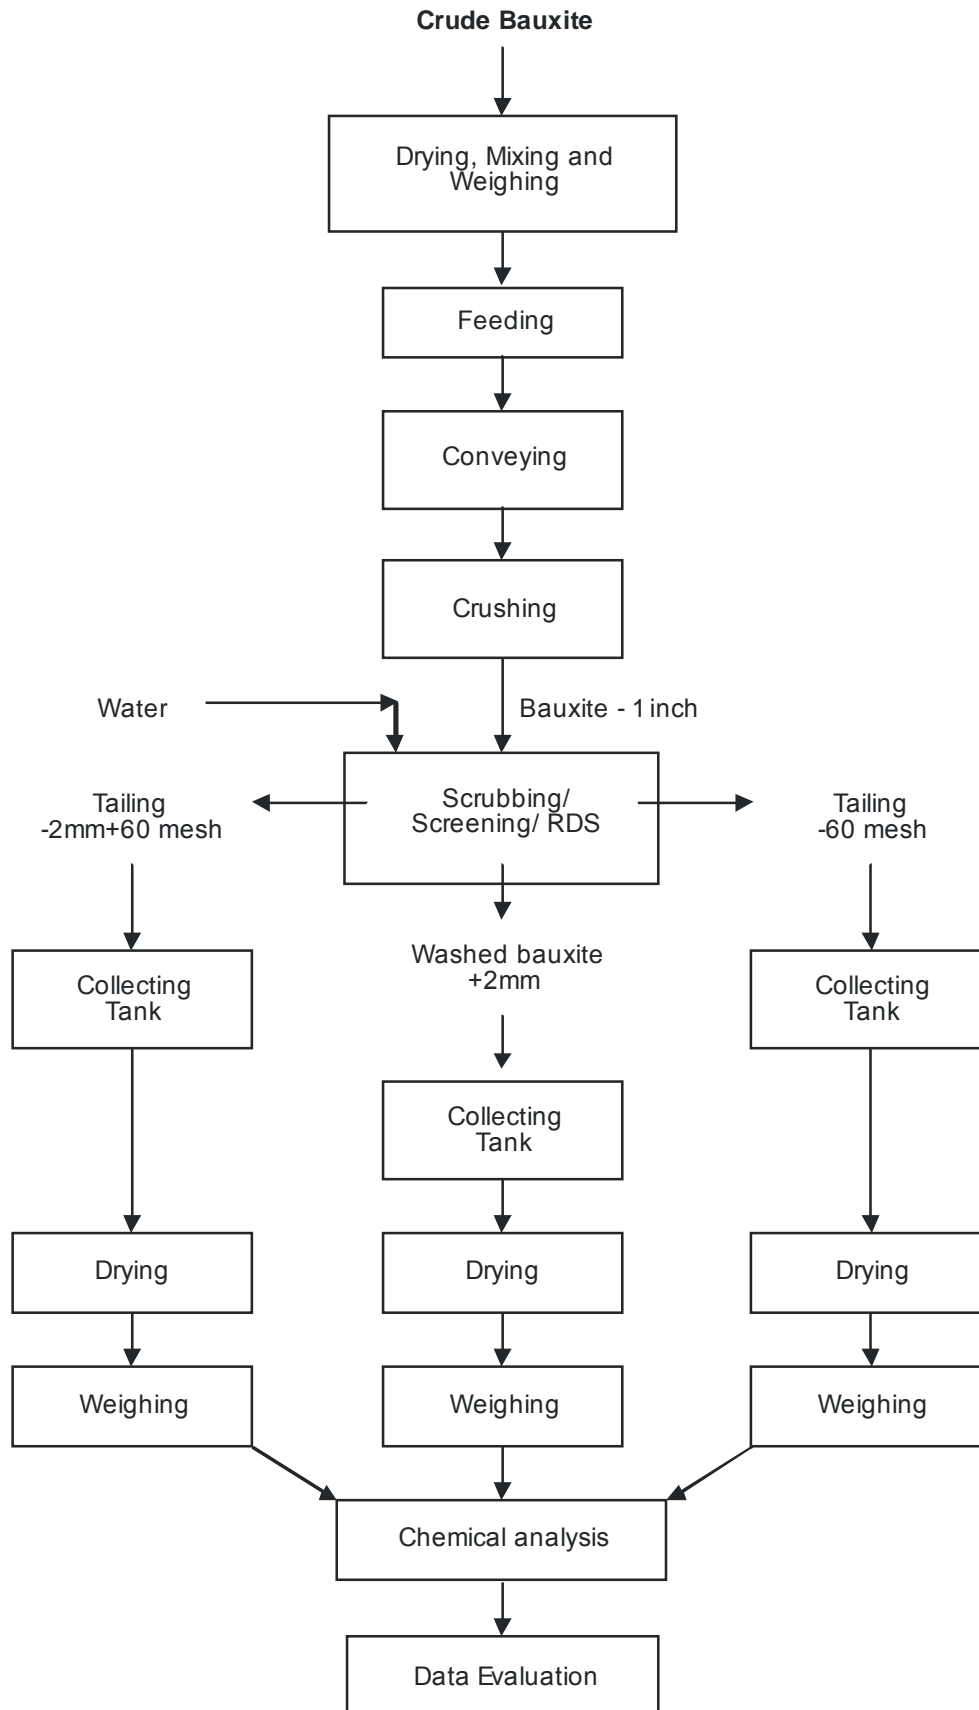 Crude Bauxite
Drying, Mixing and
Weighing
Feeding
Conveying
Crushing
Water
Bauxite - 1 inch
Tailing
-2mm+60 mesh
Scrubbing/
Screening/ RDS
Tailing
-60 mesh
Washed bauxite
+2mm
Collecting
Tank
Collecting
Tank
Collecting
Tank
Drying
Drying
Drying
Weighing
Weighing
Weighing
Chemical analysis
Data Evaluation